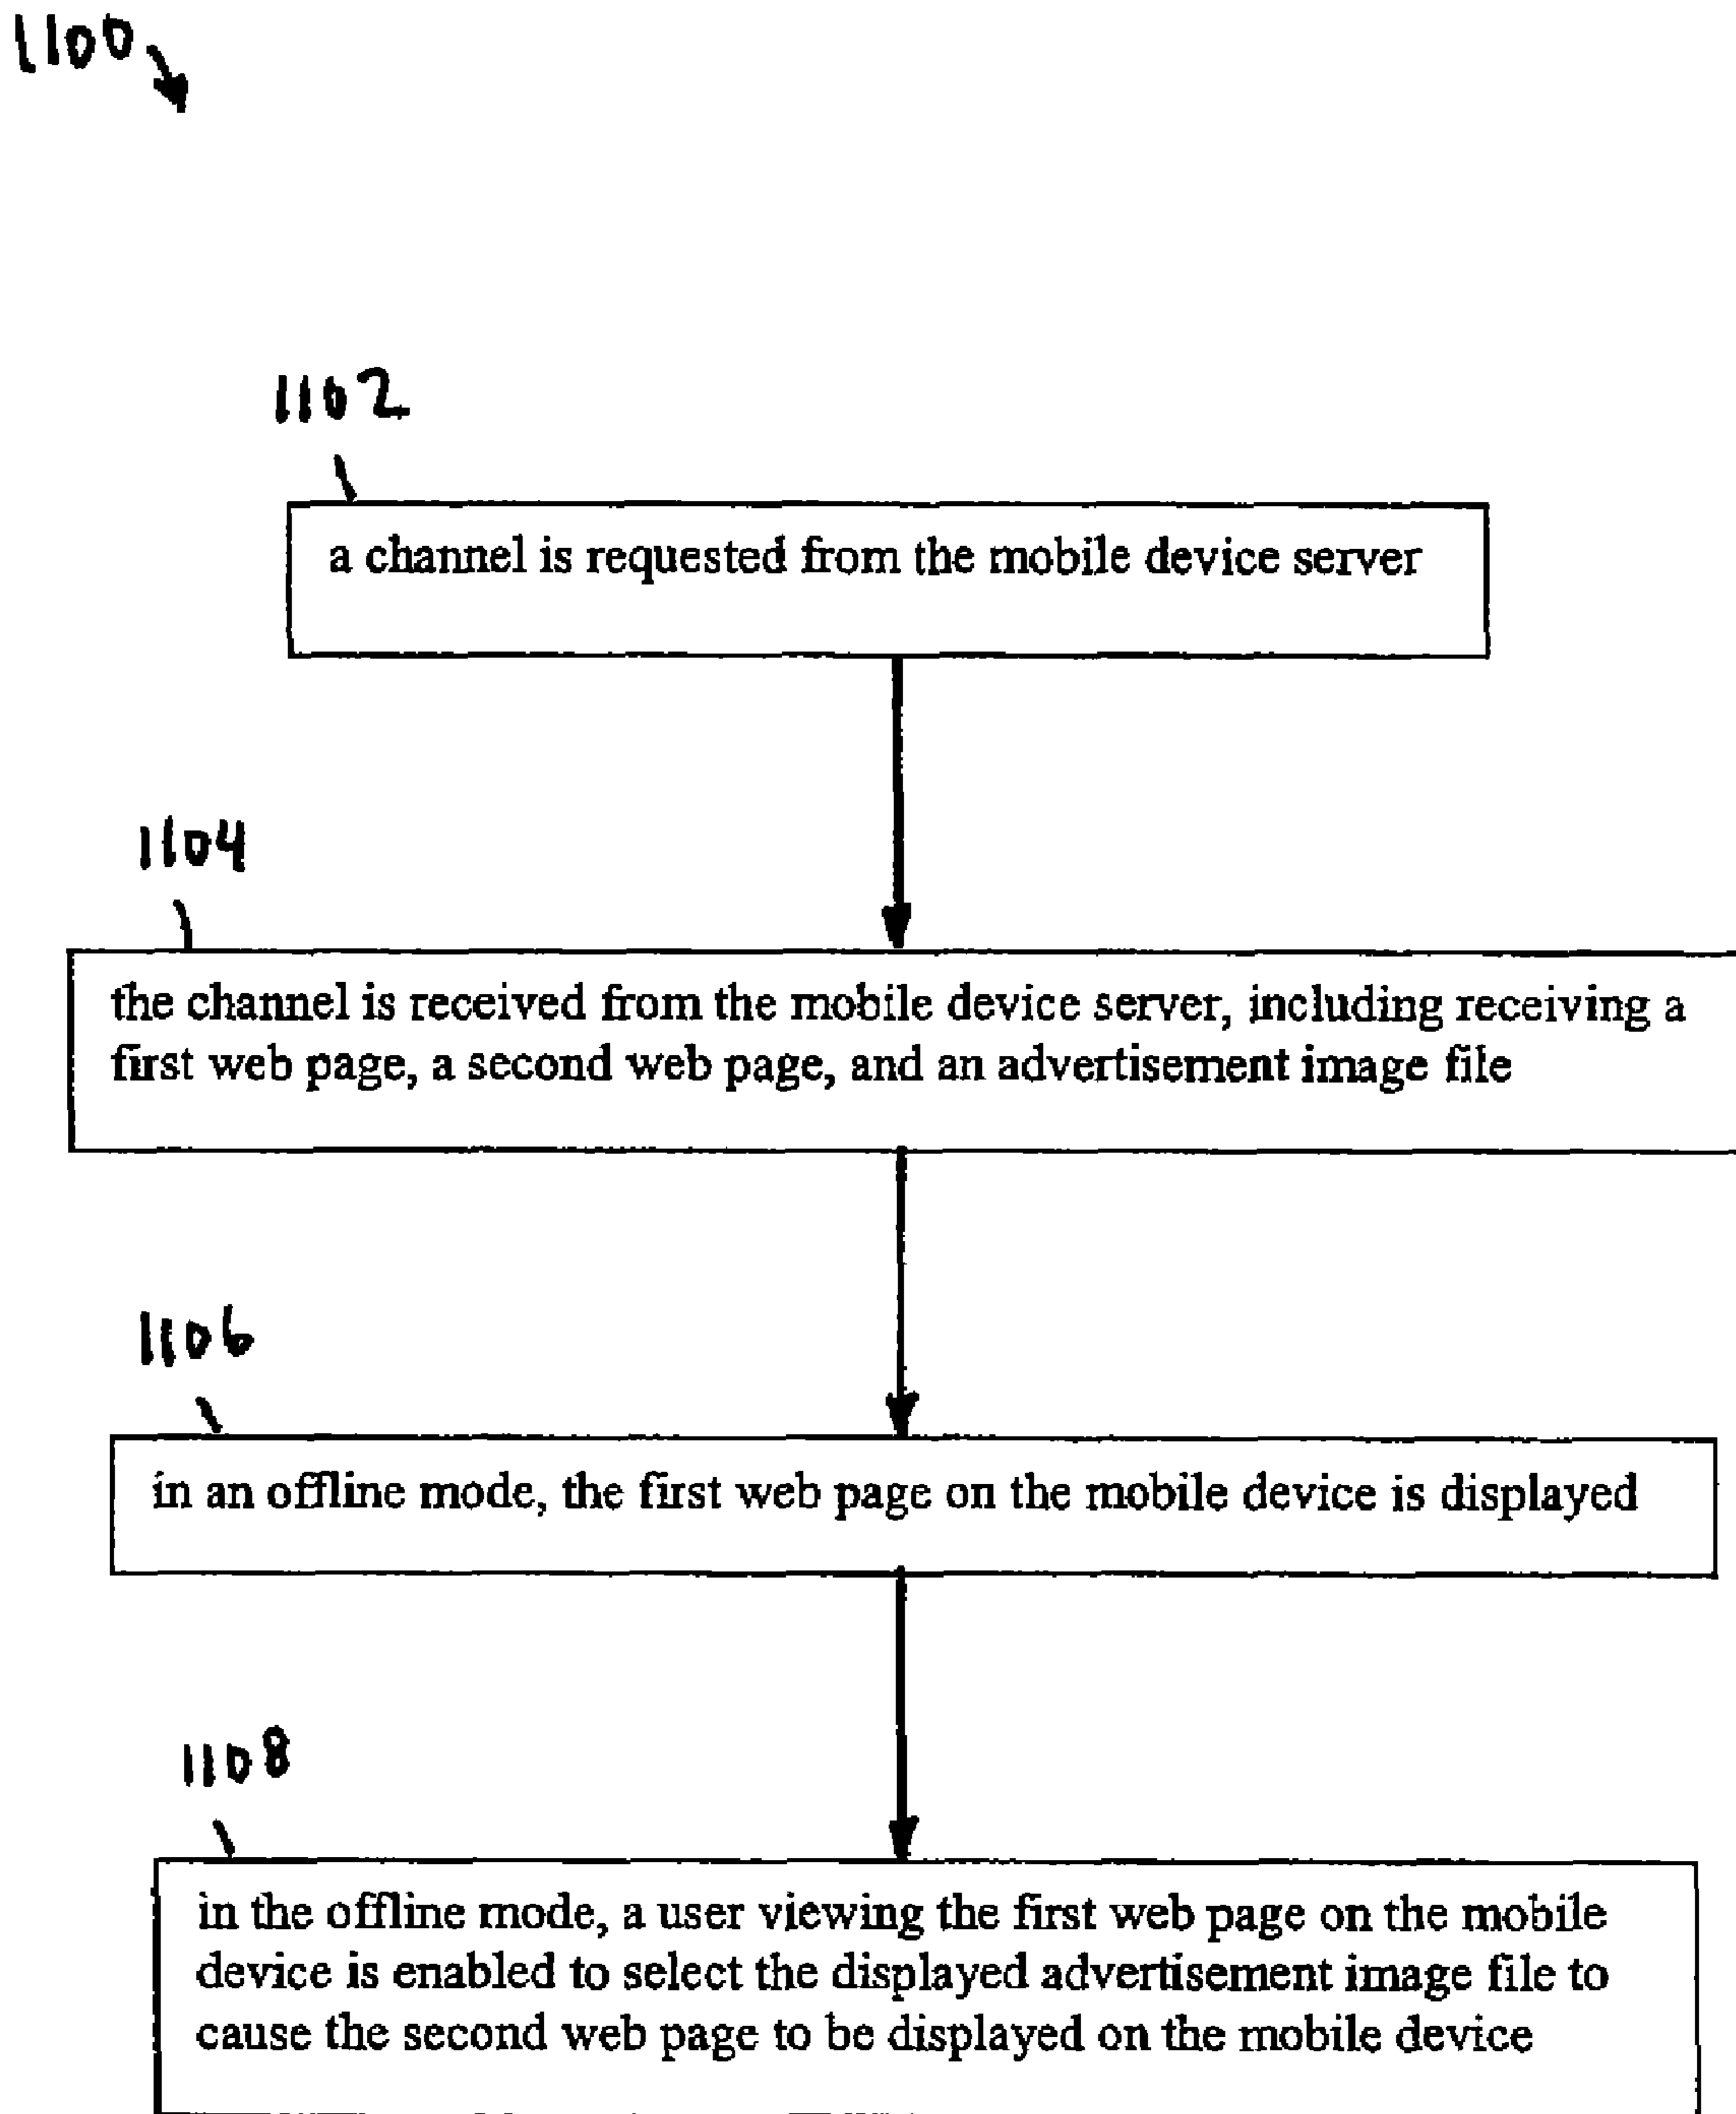 1100
1102
a channel is requested from the mobile device server
1104
the channel is received from the mobile device server, including receiving a
first web page, a second web page, and an advertisement image file
1106
in an offline mode, the first web page on the mobile device is displayed
1108
in the offline mode, a user viewing the first web page on the mobile
device is enabled to select the displayed advertisement image file to
cause the second web page to be displayed on the mobile device